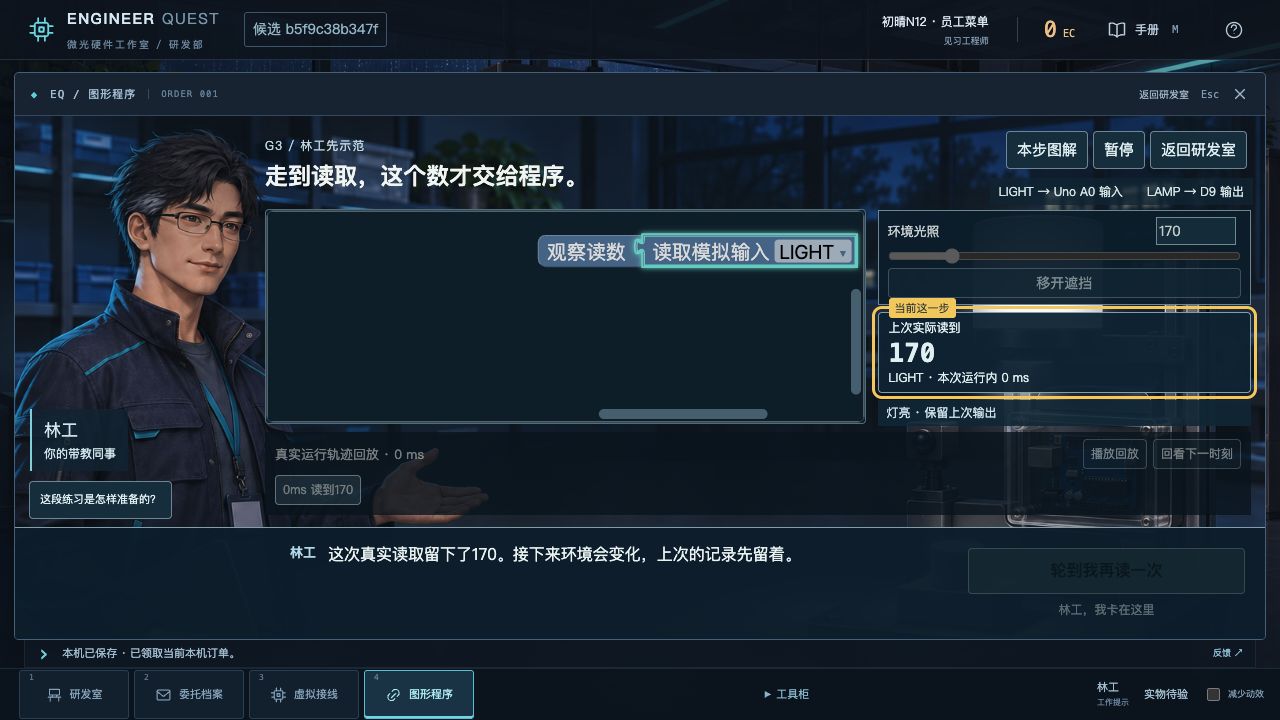 ENGINEER QUEST
微光硬件工作室 / 研发部
候选 b5f9c38b347f
初晴N12 · 员工菜单
见习工程师
0 EC
手册 M
?
EQ / 图形程序
ORDER 001
返回研发室 Esc
G3 / 林工先示范
走到读取，这个数才交给程序。
本步图解
暂停
返回研发室
LIGHT → Uno A0 输入
LAMP → D9 输出
观察读数
读取模拟输入 LIGHT
环境光照
170
移开遮挡
当前这一步
上次实际读到
170
LIGHT · 本次运行内 0 ms
灯亮 · 保留上次输出
林工
你的带教同事
这段练习是怎样准备的?
真实运行轨迹回放 · 0 ms
播放回放
回看下一时刻
0ms 读到170
林工 这次真实读取留下了170。接下来环境会变化，上次的记录先留着。
轮到我再读一次
林工，我卡在这里
本机已保存 · 已领取当前本机订单。
反馈
1 研发室
2 委托档案
3 虚拟接线
4 图形程序
工具柜
林工
工作提示
实物待验
减少动效